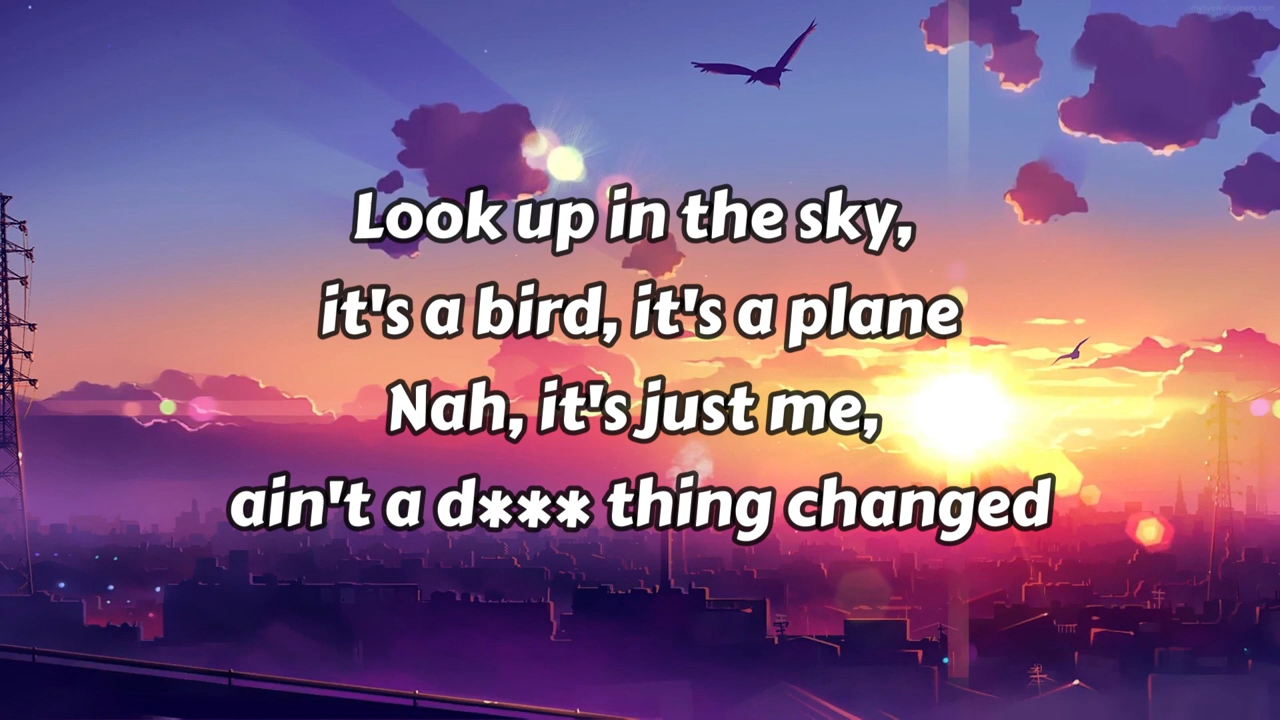 Look up in the sky,
it's a bird, it's a plane
Nah, it's just me,
ain't a d*** thing changed